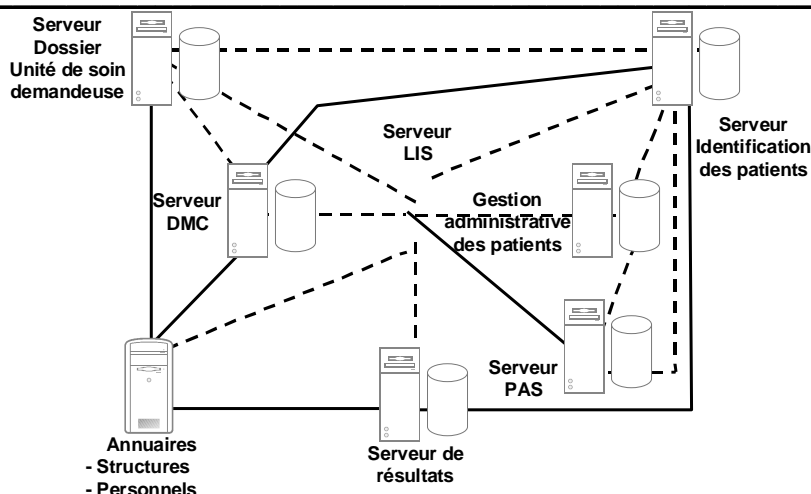 Serveur
Dossier
Unité de soin
demandeuse
Serveur
Identification
des patients
Serveur
LIS
Serveur
DMC
Gestion
administrative
des patients
Serveur
PAS
Annuaires
- Structures
- Personnels
Serveur de
résultats